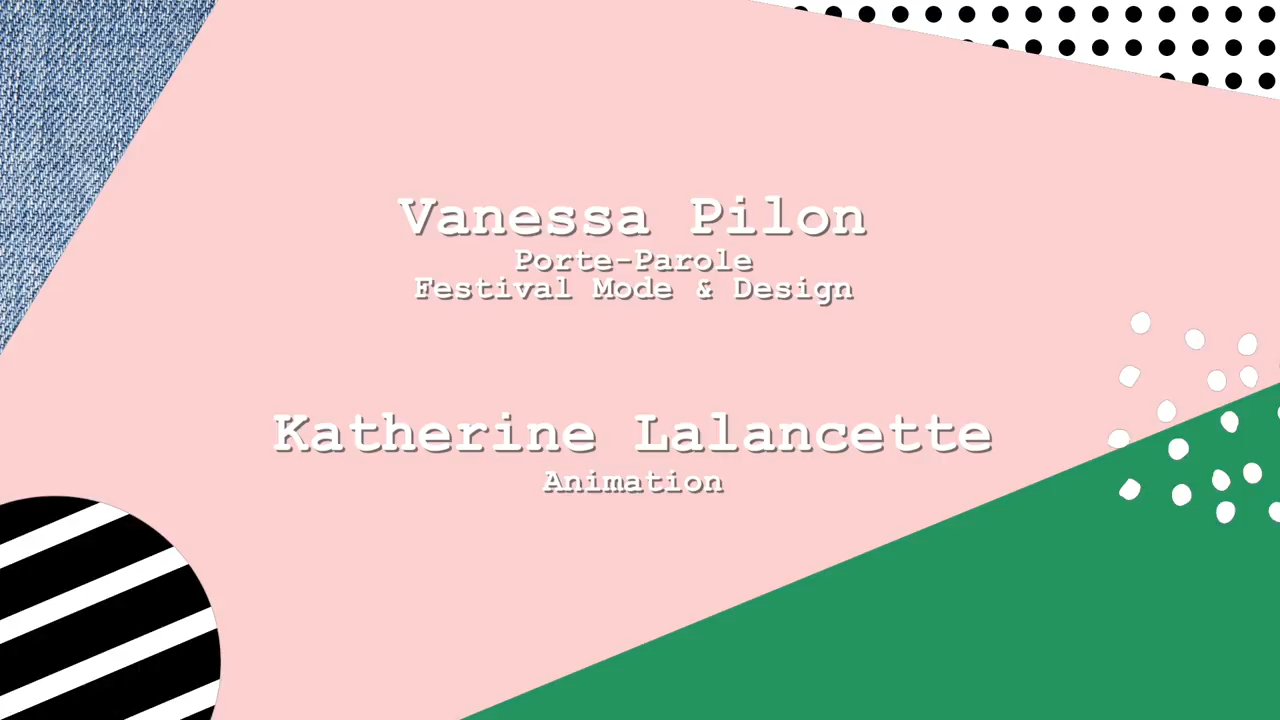 Vanessa Pilon
Porte-Parole
Festival Mode & Design
Katherine Lalancette
Animation